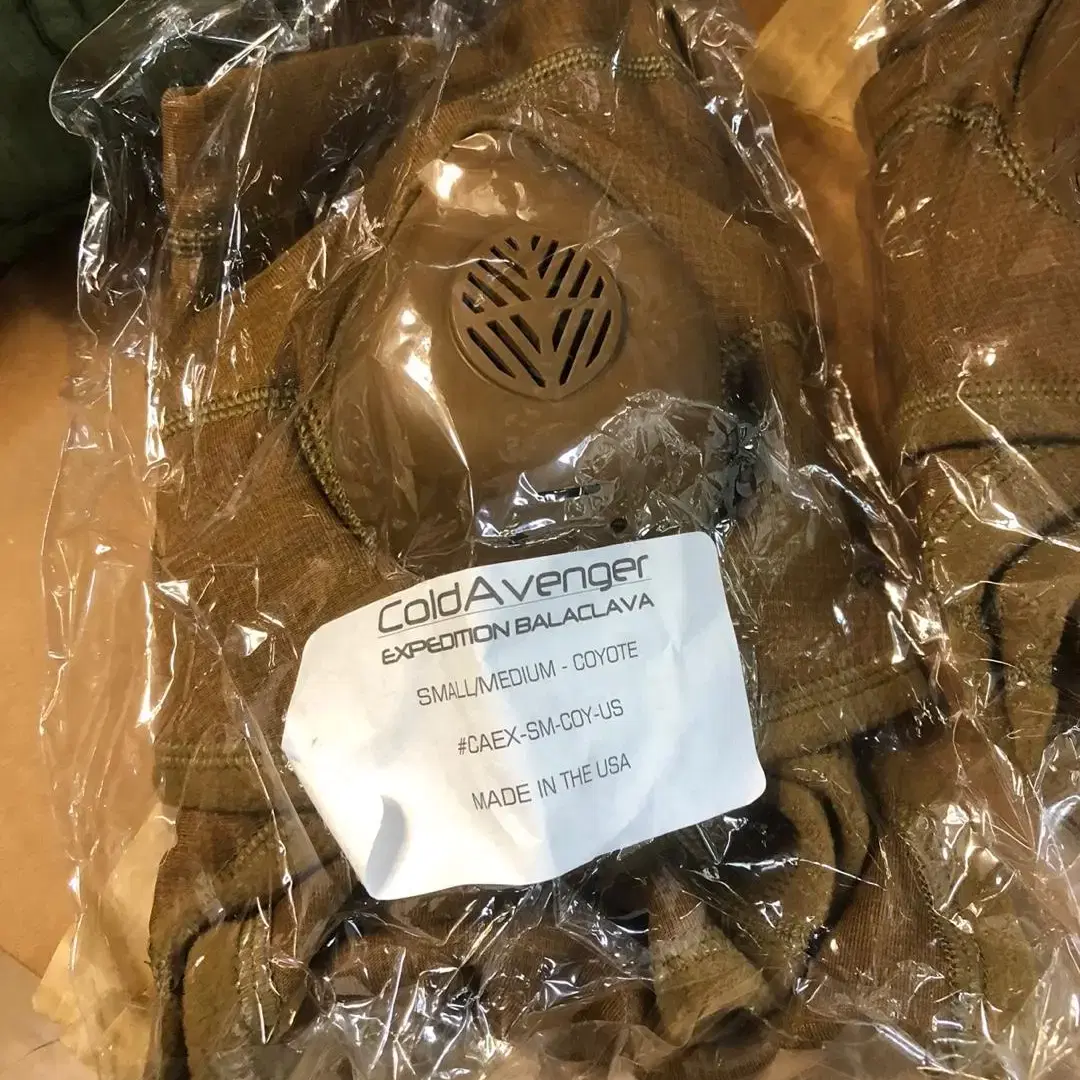 ColdAvenger
EXPEDITION BALACLAVA
SMALL/MEDIUM - COYOTE
#CAEX-SM-COY-US
MADE IN THE USA